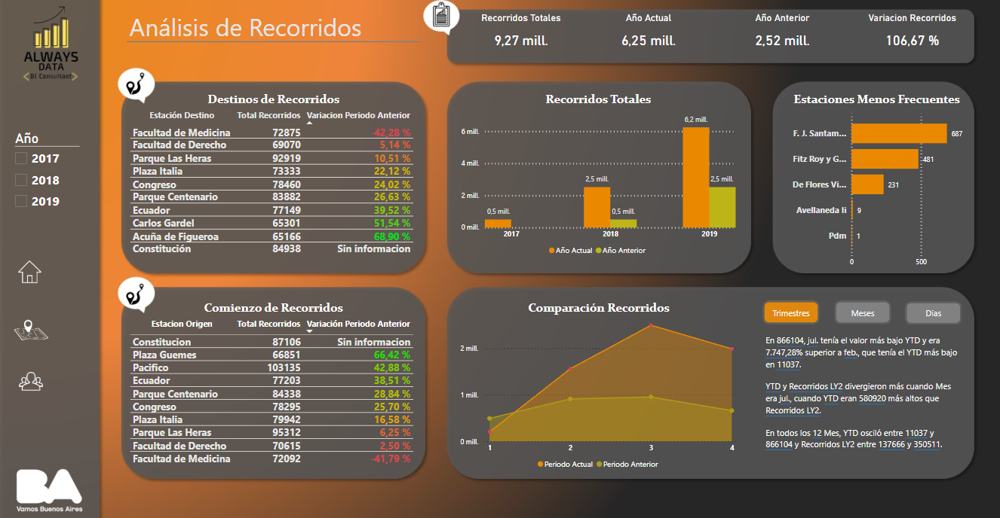 ALWAYS
DATA
<BI Consultant>
Año
2017
2018
2019
BA
Vamos Buenos Aires
Análisis de Recorridos
Recorridos Totales Año Actual Año Anterior Variacion Recorridos
9,27 mill. 6,25 mill. 2,52 mill. 106,67 %
Destinos de Recorridos
Estación Destino Total Recorridos Variacion Periodo Anterior
Facultad de Medicina 72875 -42,28 %
Facultad de Derecho 69070 5,14 %
Parque Las Heras 92919 10,51 %
Plaza Italia 73333 22,12 %
Congreso 78460 24,02 %
Parque Centenario 83882 26,63 %
Ecuador 77149 39,52 %
Carlos Gardel 65301 51,54 %
Acuña de Figueroa 65166 68,90 %
Constitución 84938 Sin informacion
Recorridos Totales
6,2 mill.
6 mill.
4 mill.
2,5 mill. 2,5 mill.
2 mill.
0,5 mill. 0,5 mill.
0 mill.
2017 2018 2019
Año Actual Año Anterior
Estaciones Menos Frecuentes
F. J. Santam... 687
Fitz Roy y G... 481
De Flores Vi... 231
Avellaneda Ii 9
Pdm 1
0 500
Comienzo de Recorridos
Estacion Origen Total Recorridos Variación Periodo Anterior
Constitucion 87106 Sin informacion
Plaza Guemes 66851 66,42 %
Pacifico 103135 42,88 %
Ecuador 77203 38,51 %
Parque Centenario 84338 28,84 %
Congreso 78295 25,70 %
Plaza Italia 79942 16,58 %
Parque Las Heras 95312 6,25 %
Facultad de Derecho 70615 2,50 %
Facultad de Medicina 72092 -41,79 %
Comparación Recorridos
2 mill.
1 mill.
0 mill.
1 2 3 4
Periodo Actual Periodo Anterior
Trimestres Meses Dias
En 866104, jul. tenía el valor más bajo YTD y era
7.747,28% superior a feb., que tenía el YTD más bajo
en 11037.
YTD y Recorridos LY2 divergieron más cuando Mes
era jul., cuando YTD eran 580920 más altos que
Recorridos LY2.
En todos los 12 Mes, YTD osciló entre 11037 y
866104 y Recorridos LY2 entre 137666 y 350511.